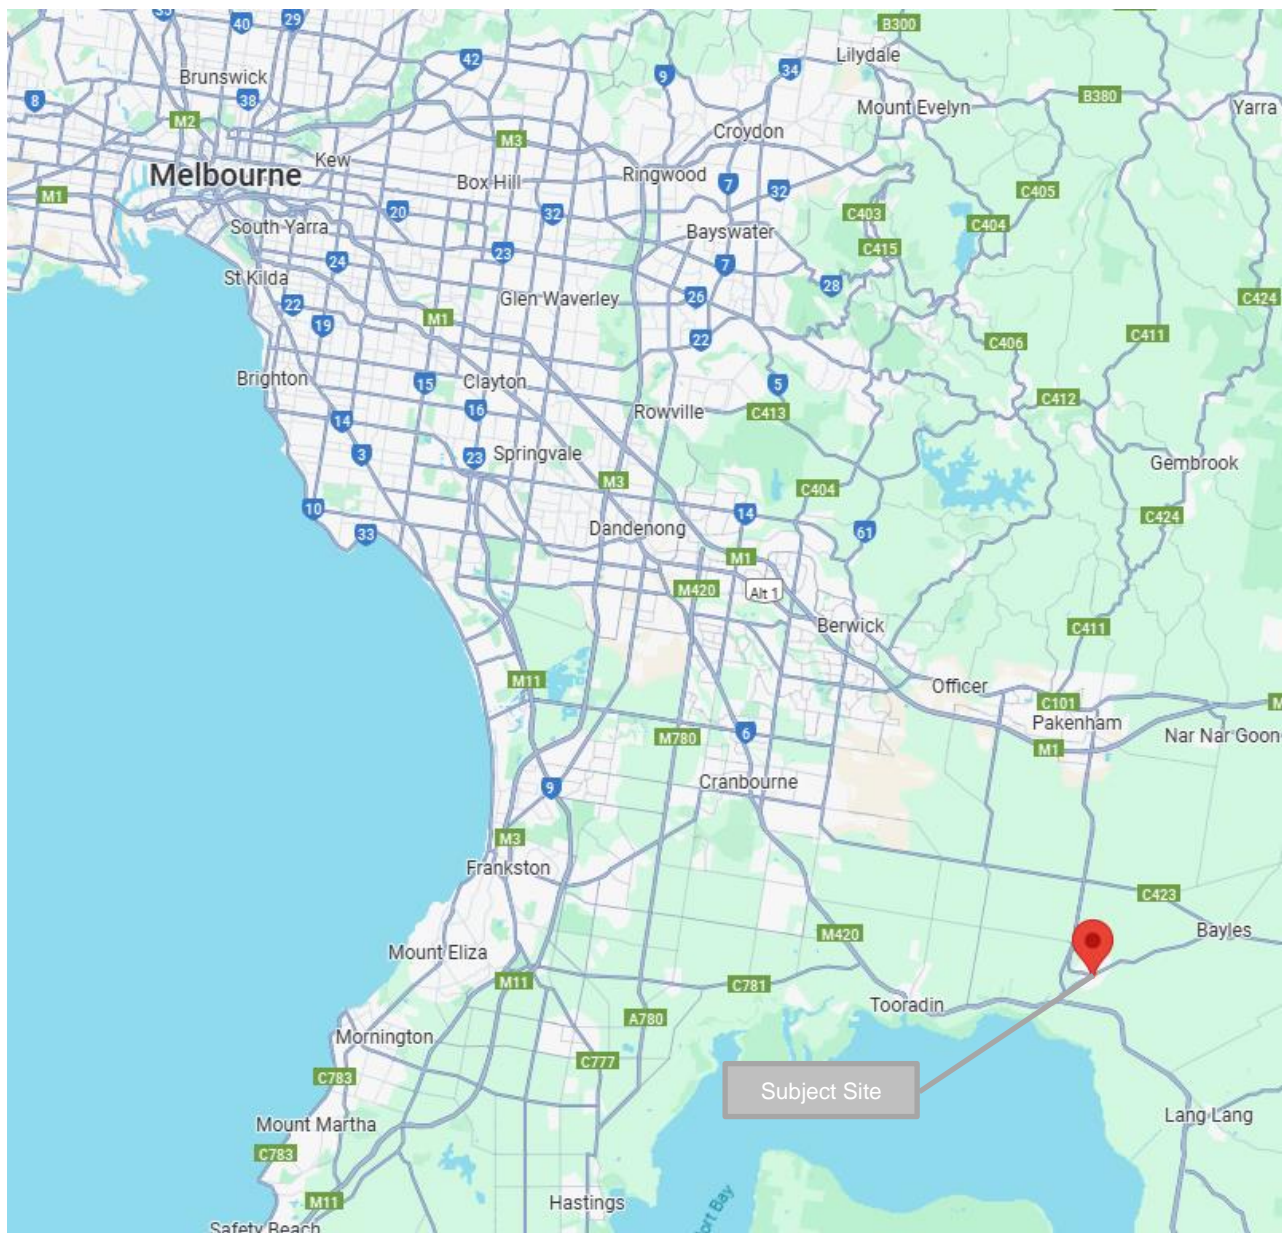 35
40
29
B300
Lilydale
42
9
34
Brunswick
8
38
B380
Mount Evelyn
Yarra
M2
M3
Croydon
Kew
Melbourne
Box Hill
Ringwood
7
32
C405
M1
20
32
C403
C404
South Yarra
Bayswater
C415
24
23
7
St Kilda
28
22
Glen Waverley
26
C424
19
M1
22
C411
C406
Brighton
15
Clayton
5
16
Rowville
C413
C412
14
3
23
Springvale
Gembrook
M3
C404
10
14
C424
33
Dandenong
61
M1
M420
Alt 1
Berwick
C411
M11
Officer
C101
M
6
M780
Pakenham
M1
Nar Nar Goon
9
Cranbourne
M3
Frankston
C423
M420
Bayles
Mount Eliza
M11
C781
Tooradin
A780
Mornington
C777
C783
Subject Site
Mount Martha
Lang Lang
C783
M11
Hastings
ort Bay
Safety Beach